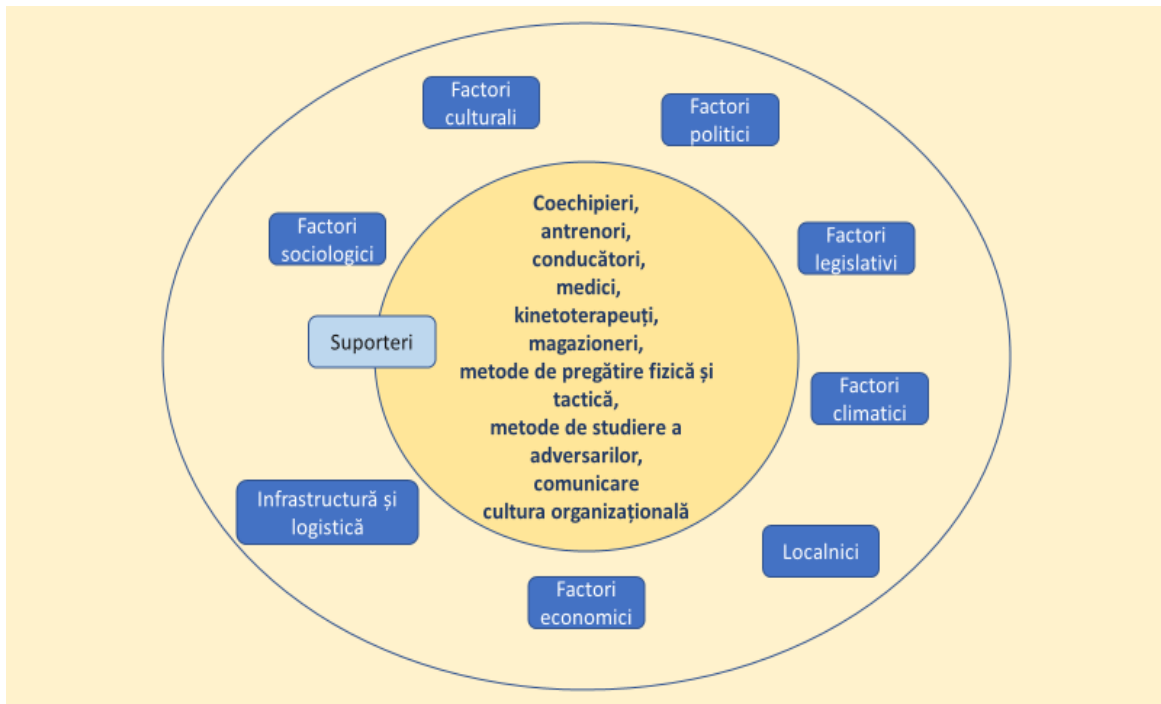 Factori
culturali
Factori
politici
Factori
sociologici
Factori
legislativi
Suporteri
Coechipieri,
antrenori,
conducători,
medici,
kinetoterapeuți,
magazioneri,
metode de pregătire fizică și
tactică,
metode de studiere a
adversarilor,
comunicare
cultura organizațională
Factori
climatici
Infrastructură și
logistică
Localnici
Factori
economici